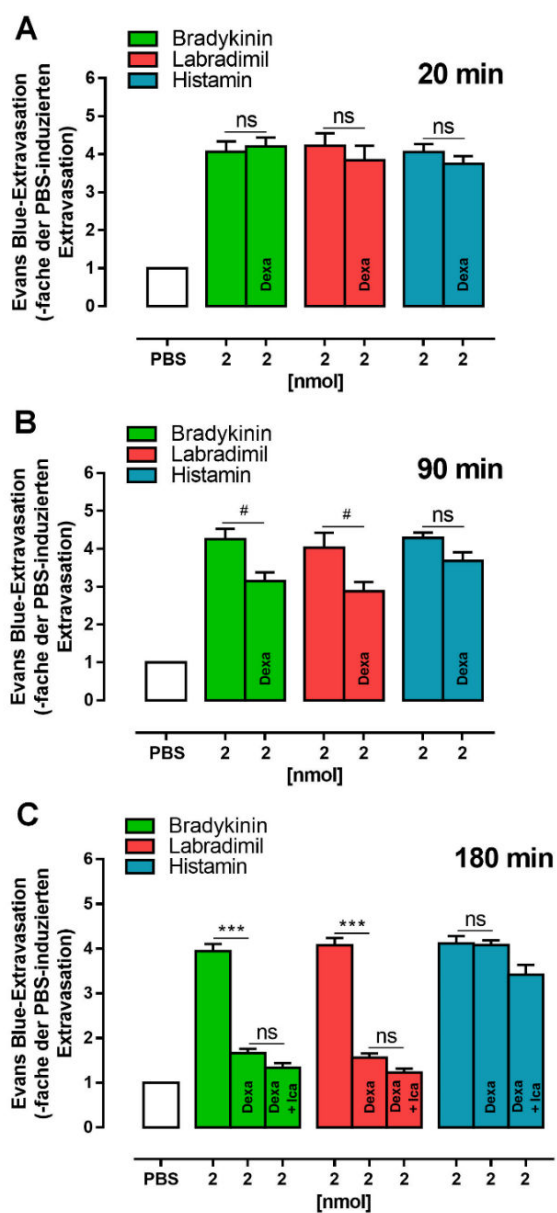 A
Bradykinin
Labradimil
Histamin
20 min
Evans Blue-Extravasation
(-fache der PBS-induzierten
Extravasation)
6
5
4
3
2
1
0
ns
ns
ns
Dexa
Dexa
Dexa
PBS 2 2 2 2 2 2
[nmol]
B
Bradykinin
Labradimil
Histamin
90 min
Evans Blue-Extravasation
(-fache der PBS-induzierten
Extravasation)
6
5
4
3
2
1
0
#
#
ns
Dexa
Dexa
Dexa
PBS 2 2 2 2 2 2
[nmol]
C
Bradykinin
Labradimil
Histamin
180 min
Evans Blue-Extravasation
(-fache der PBS-induzierten
Extravasation)
6
5
4
3
2
1
0
***
ns
***
ns
ns
Dexa
Dexa
+ Ica
Dexa
Dexa
+ Ica
Dexa
Dexa
+ Ica
PBS 2 2 2 2 2 2 2 2 2
[nmol]